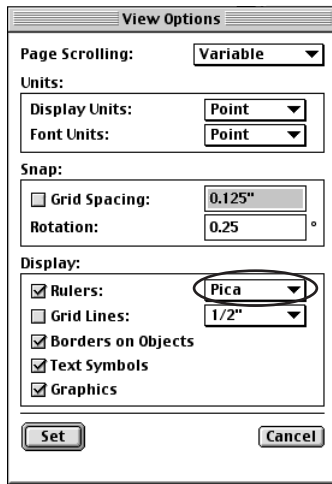 View Options
Page Scrolling: Variable
Units:
Display Units: Point
Font Units: Point
Snap:
Grid Spacing: 0.125"
Rotation: 0.25 °
Display:
Rulers: Pica
Grid Lines: 1/2"
Borders on Objects
Text Symbols
Graphics
Set Cancel